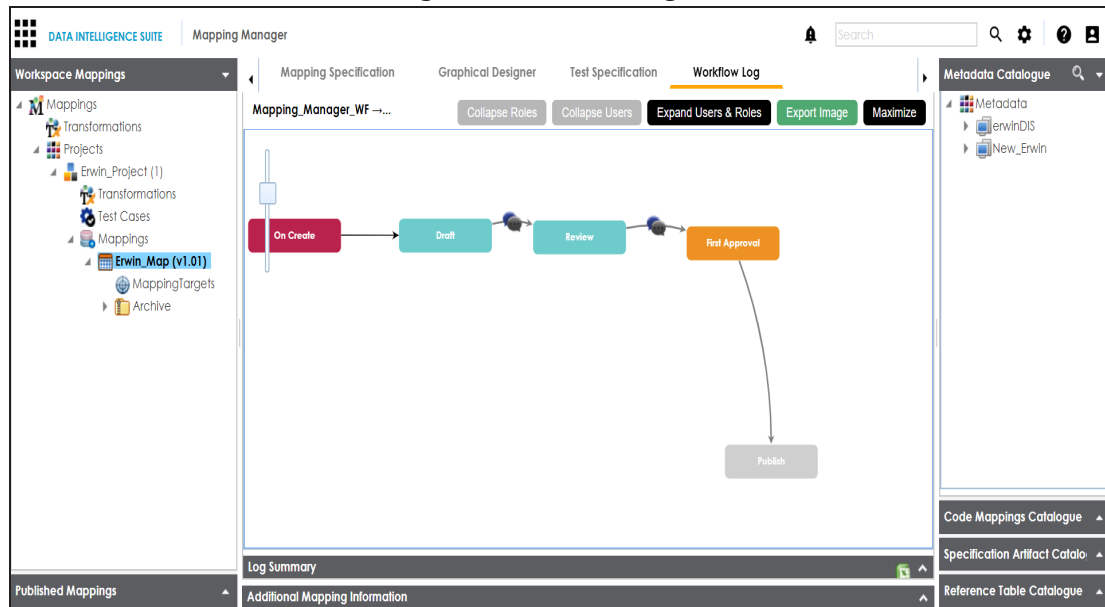 DATA INTELLIGENCE SUITE
Mapping Manager
Search
Workspace Mappings
Mappings
Transformations
Projects
Erwin_Project (1)
Transformations
Test Cases
Mappings
Erwin_Map (v1.01)
MappingTargets
Archive
Published Mappings
Mapping Specification
Graphical Designer
Test Specification
Workflow Log
Mapping_Manager_WF →...
Collapse Roles
Collapse Users
Expand Users & Roles
Export Image
Maximize
On Create
Draft
Review
First Approval
Publish
Log Summary
Additional Mapping Information
Metadata Catalogue
Metadata
erwinDIS
New_Erwin
Code Mappings Catalogue
Specification Artifact Catalo
Reference Table Catalogue